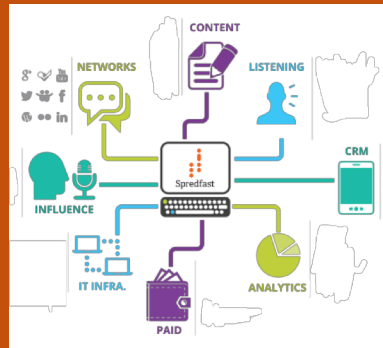 CONTENT
NETWORKS
LISTENING
CRM
Spredfast
INFLUENCE
IT INFRA.
ANALYTICS
PAID